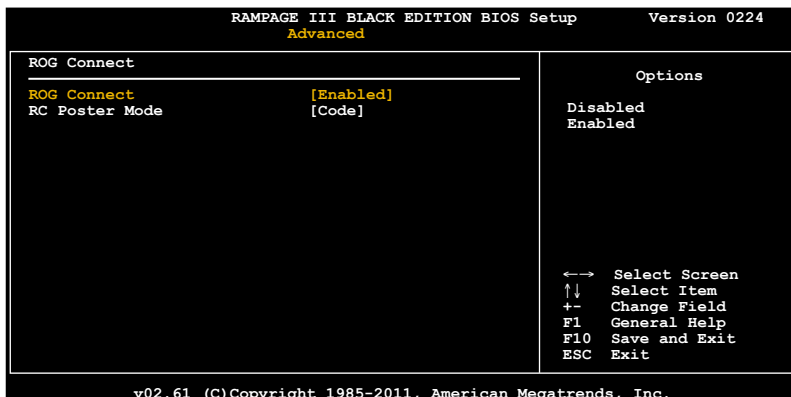 RAMPAGE III BLACK EDITION BIOS Setup Version 0224
Advanced
ROG Connect
ROG Connect [Enabled]
RC Poster Mode [Code]
Options
Disabled
Enabled
←→ Select Screen
↑↓ Select Item
+- Change Field
F1 General Help
F10 Save and Exit
ESC Exit
v02.61 (C)Copyright 1985-2011, American Megatrends, Inc.